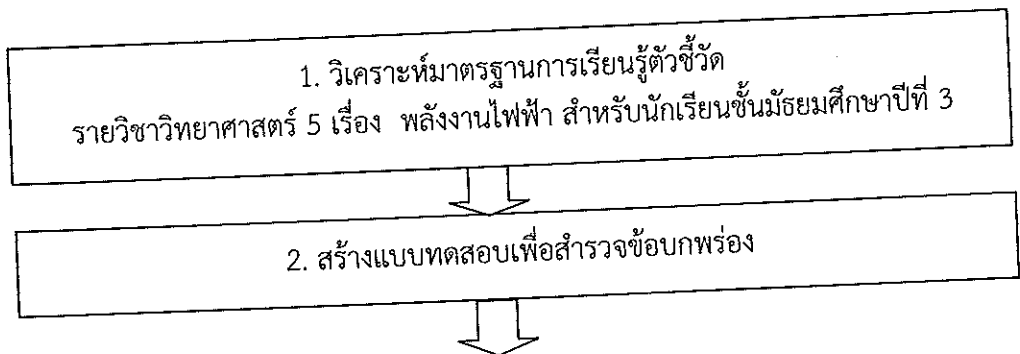 1. วิเคราะห์มาตรฐานการเรียนรู้ตัวชี้วัด
รายวิชาวิทยาศาสตร์ 5 เรื่อง พลังงานไฟฟ้า สำหรับนักเรียนชั้นมัธยมศึกษาปีที่ 3
2. สร้างแบบทดสอบเพื่อสำรวจข้อบกพร่อง